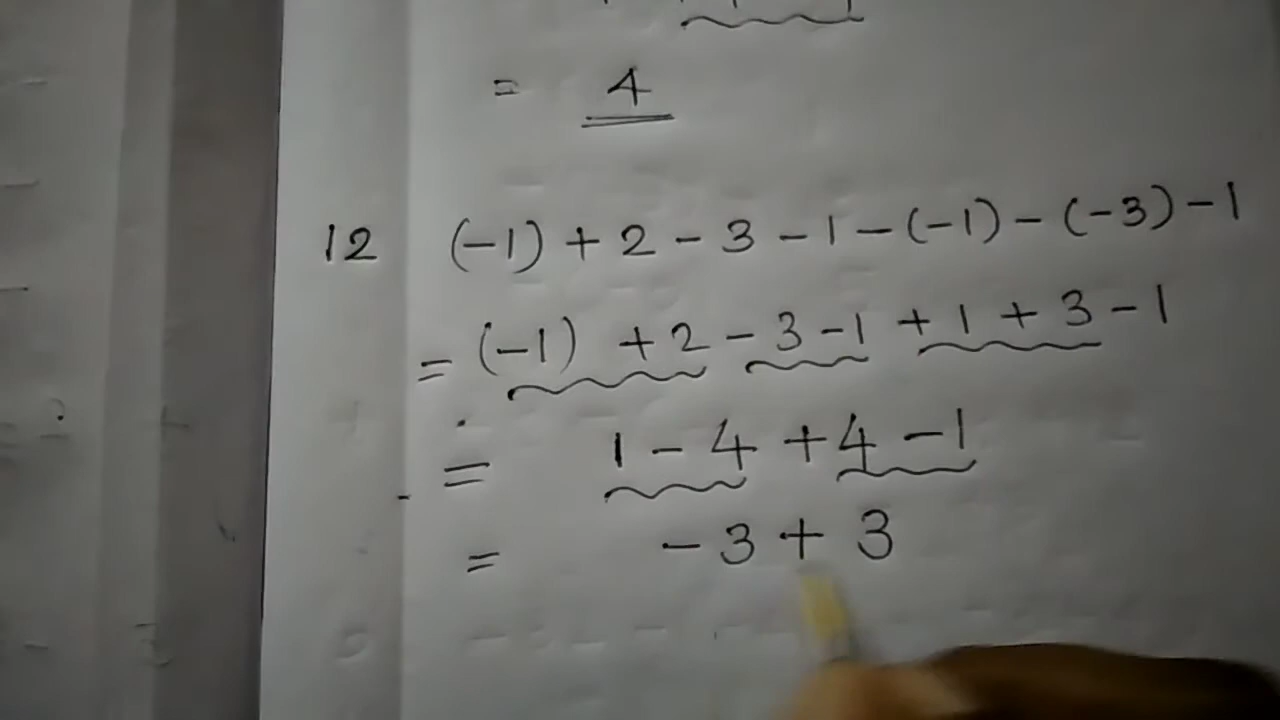 = 4
12 (-1) + 2 - 3 - 1 - (-1) - (-3) - 1
= (-1) + 2 - 3 - 1 + 1 + 3 - 1
= 1 - 4 + 4 - 1
= - 3 + 3